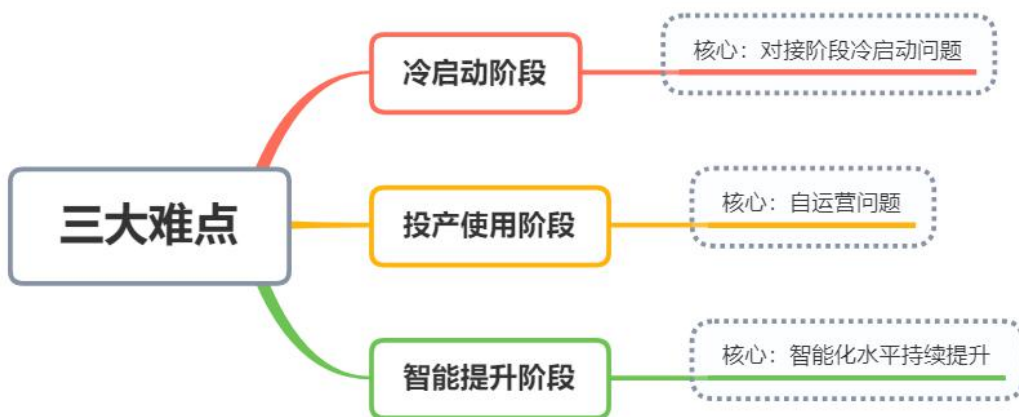 三大难点
冷启动阶段
核心：对接阶段冷启动问题
投产使用阶段
核心：自运营问题
智能提升阶段
核心：智能化水平持续提升